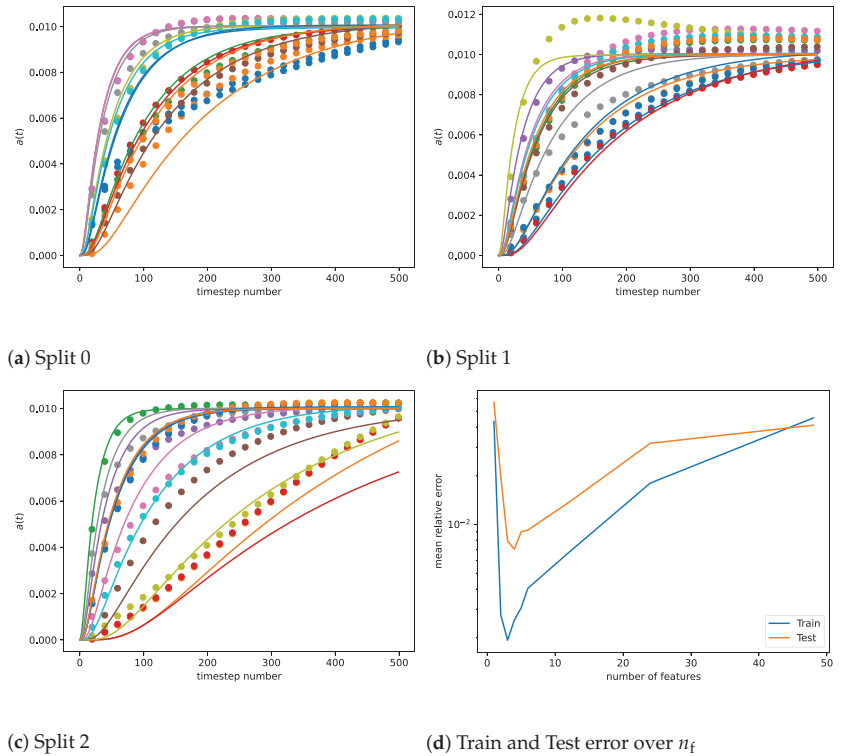 0.010
0.008
0.006
0.004
0.002
0.000
a(t)
0 100 200 300 400 500
timestep number
(a) Split 0
0.012
0.010
0.008
0.006
0.004
0.002
0.000
a(t)
0 100 200 300 400 500
timestep number
(b) Split 1
0.010
0.008
0.006
0.004
0.002
0.000
a(t)
0 100 200 300 400 500
timestep number
(c) Split 2
mean relative error
10⁻²
Train
Test
0 10 20 30 40 50
number of features
(d) Train and Test error over n_f